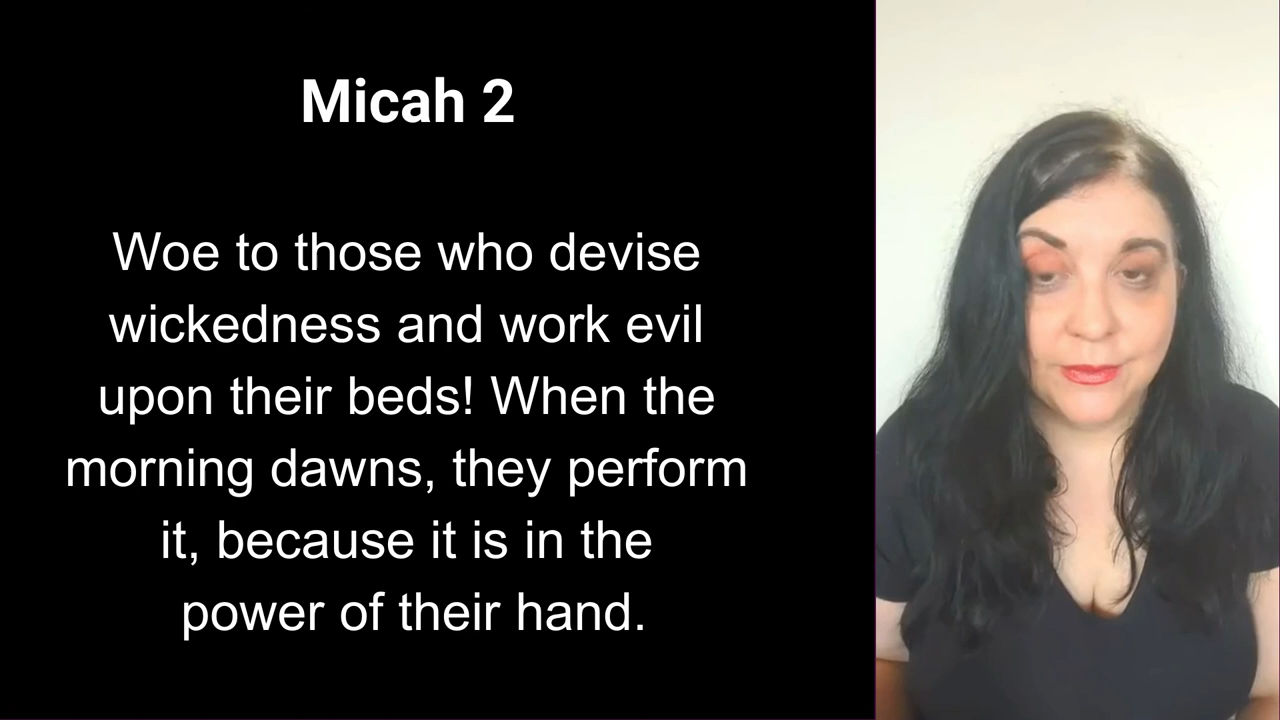 Micah 2
Woe to those who devise
wickedness and work evil
upon their beds! When the
morning dawns, they perform
it, because it is in the
power of their hand.